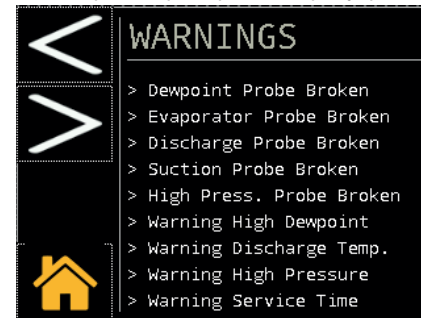 WARNINGS
> Dewpoint Probe Broken
> Evaporator Probe Broken
> Discharge Probe Broken
> Suction Probe Broken
> High Press. Probe Broken
> Warning High Dewpoint
> Warning Discharge Temp.
> Warning High Pressure
> Warning Service Time